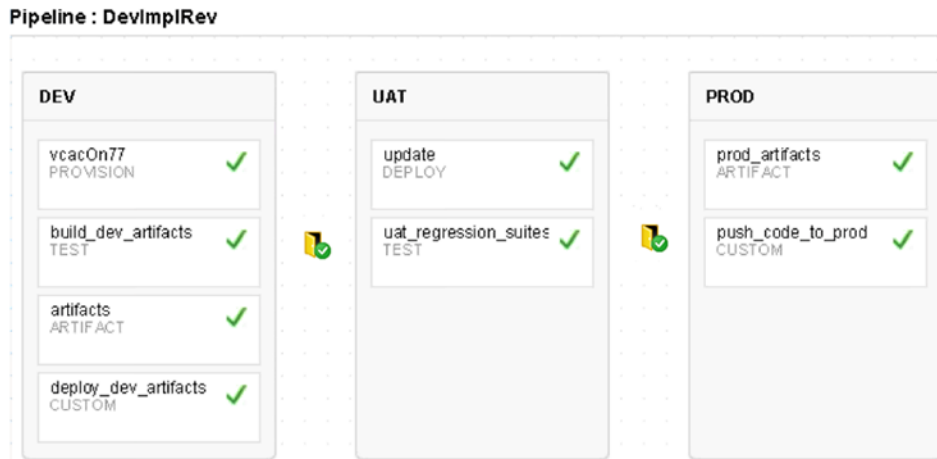 Pipeline : DevImplRev
DEV
vcacOn77
PROVISION
build_dev_artifacts
TEST
artifacts
ARTIFACT
deploy_dev_artifacts
CUSTOM
UAT
update
DEPLOY
uat_regression_suites
TEST
PROD
prod_artifacts
ARTIFACT
push_code_to_prod
CUSTOM